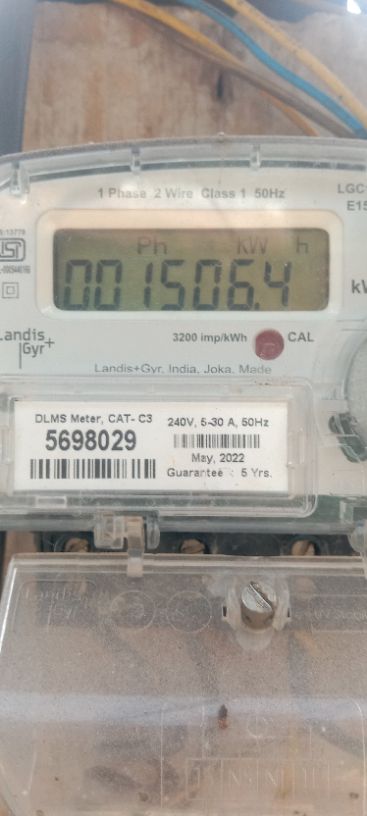 1 Phase 2 Wire Class 1 50Hz
Ph kW h
001506.4
3200 imp/kWh CAL
Landis
Gyr+
Landis+Gyr, India, Joka, Made
DLMS Meter, CAT- C3
5698029
240V, 5-30 A, 50Hz
May, 2022
Guarantee : 5 Yrs.